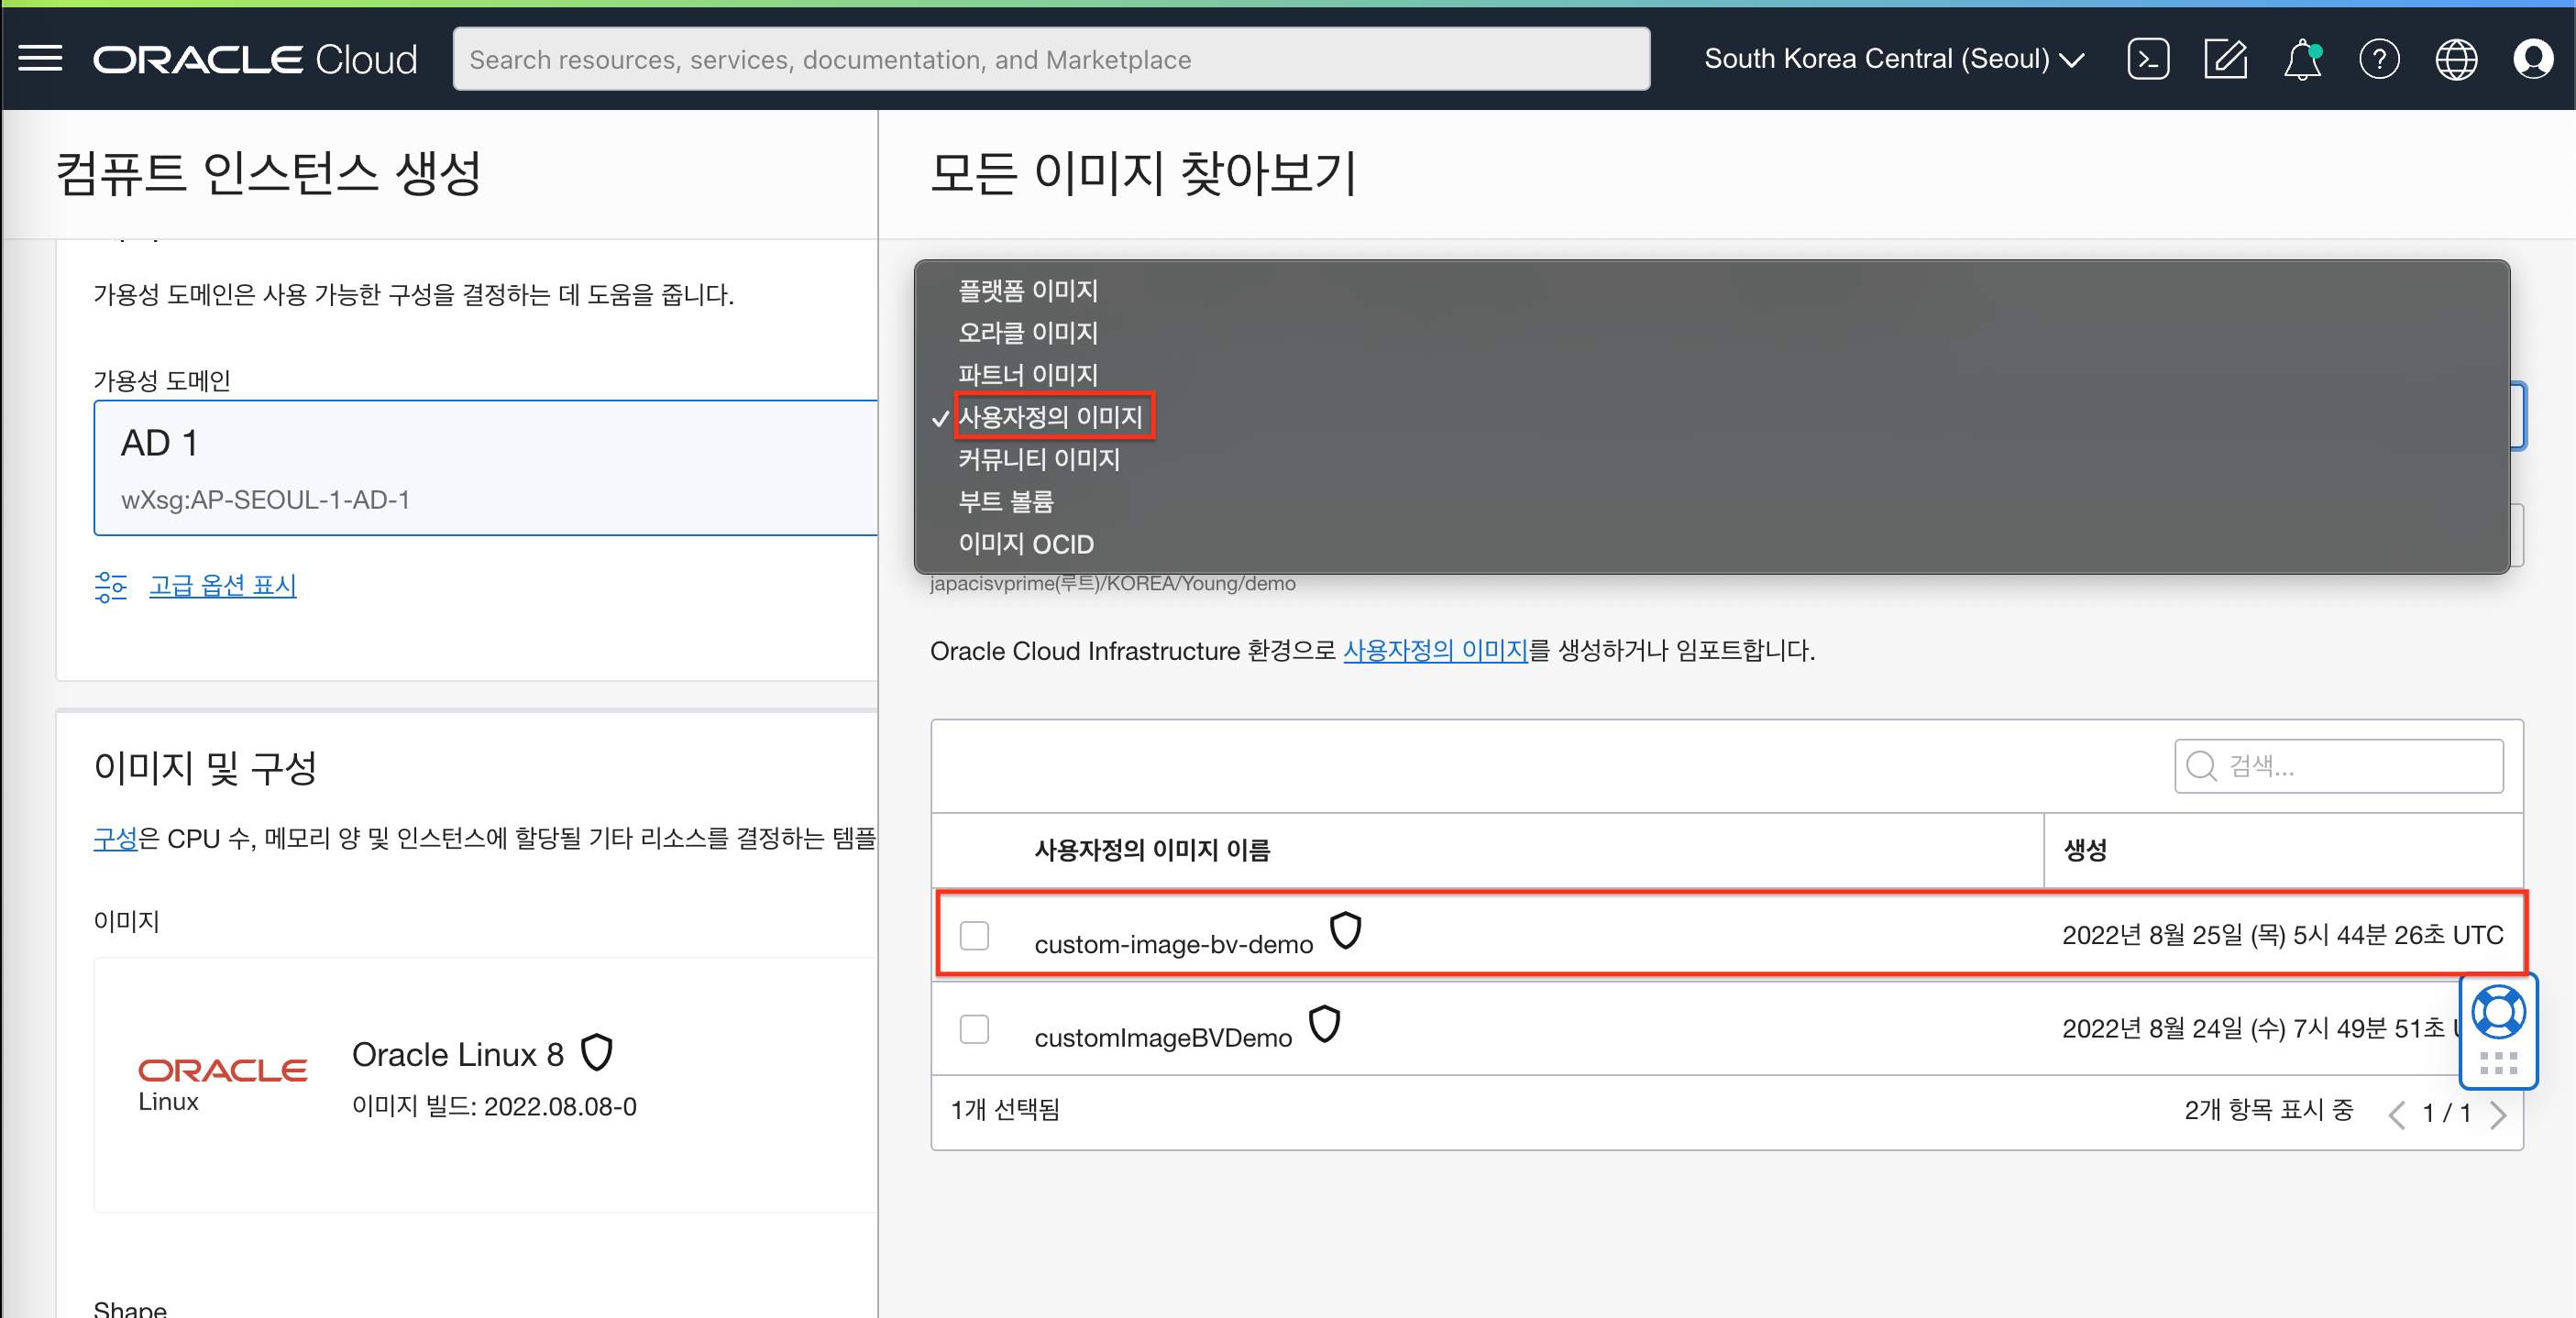 ORACLE Cloud
Search resources, services, documentation, and Marketplace
South Korea Central (Seoul)
컴퓨트 인스턴스 생성
가용성 도메인은 사용 가능한 구성을 결정하는 데 도움을 줍니다.
가용성 도메인
AD 1
wXsg:AP-SEOUL-1-AD-1
고급 옵션 표시
이미지 및 구성
구성은 CPU 수, 메모리 양 및 인스턴스에 할당될 기타 리소스를 결정하는 템플
이미지
ORACLE
Linux
Oracle Linux 8
이미지 빌드: 2022.08.08-0
Shape
모든 이미지 찾아보기
플랫폼 이미지
오라클 이미지
파트너 이미지
사용자정의 이미지
커뮤니티 이미지
부트 볼륨
이미지 OCID
japacisvprime(루트)/KOREA/Young/demo
Oracle Cloud Infrastructure 환경으로 사용자정의 이미지를 생성하거나 임포트합니다.
검색...
사용자정의 이미지 이름 생성
custom-image-bv-demo 2022년 8월 25일 (목) 5시 44분 26초 UTC
customImageBVDemo 2022년 8월 24일 (수) 7시 49분 51초
1개 선택됨 2개 항목 표시 중 1 / 1